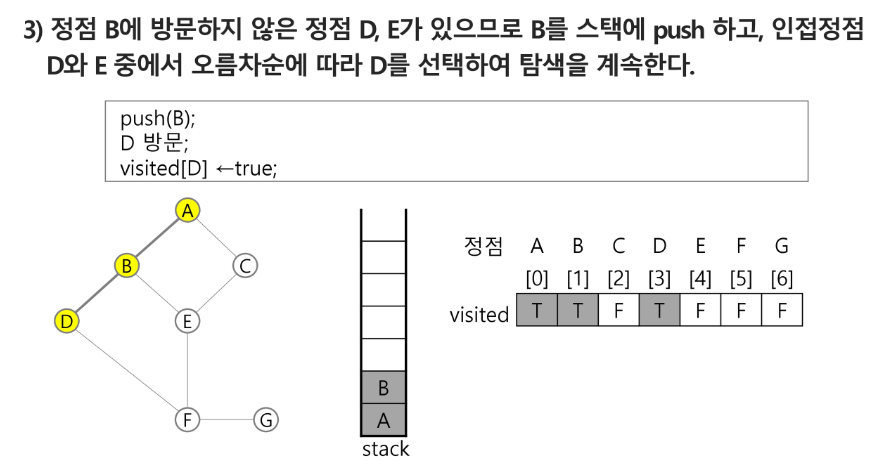 3) 정점 B에 방문하지 않은 정점 D, E가 있으므로 B를 스택에 push 하고, 인접정점
D와 E 중에서 오름차순에 따라 D를 선택하여 탐색을 계속한다.
push(B);
D 방문;
visited[D] ←true;
A
B
C
D
E
F
G
B
A
stack
정점 A B C D E F G
[0] [1] [2] [3] [4] [5] [6]
visited T T F T F F F